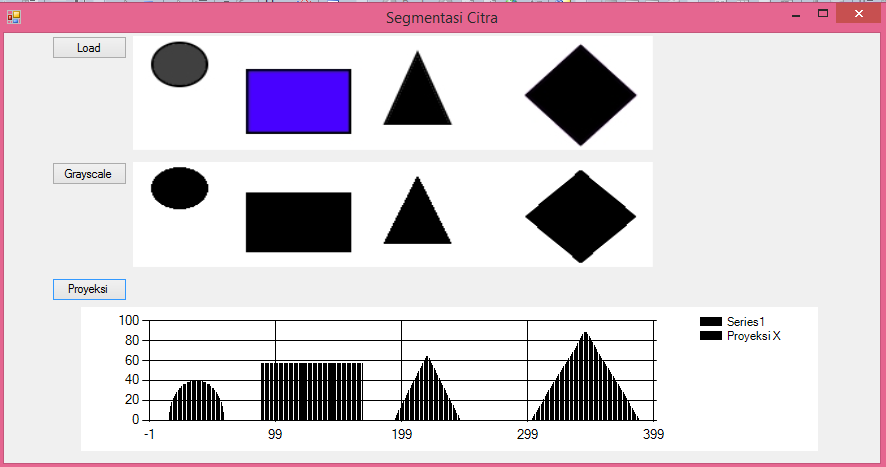 Segmentasi Citra
Load
Grayscale
Proyeksi
100
80
60
40
20
0
-1 99 199 299 399
Series1
Proyeksi X